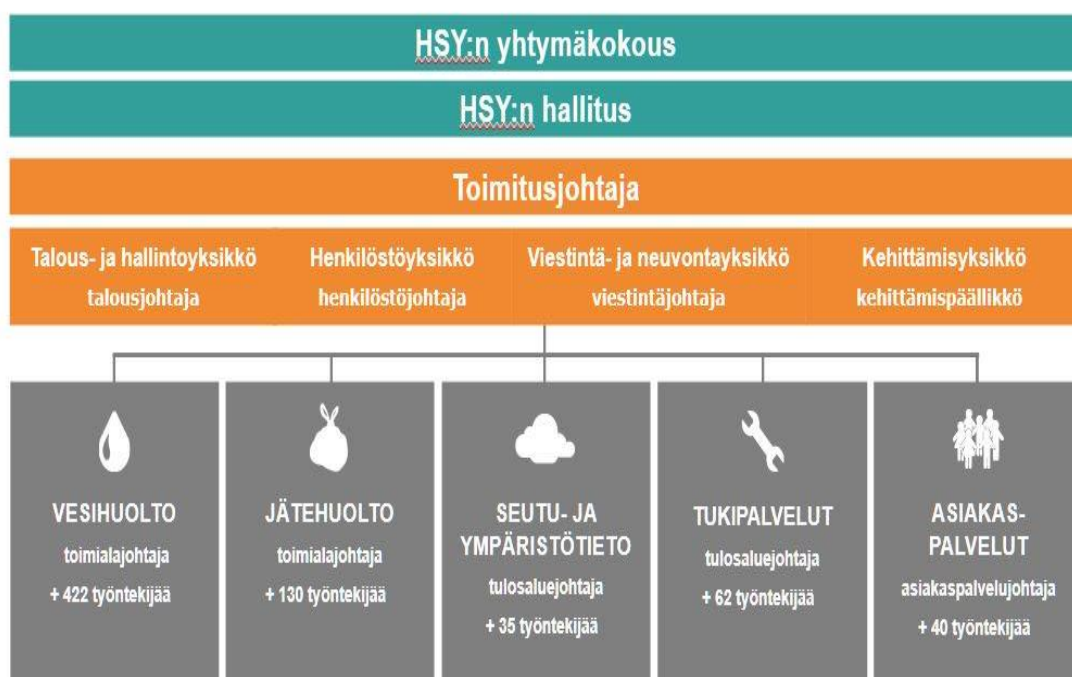 HSY:n yhtymäkokous
HSY:n hallitus
Toimitusjohtaja
Talous- ja hallintoyksikkö
talousjohtaja
Henkilöstöyksikkö
henkilöstöjohtaja
Viestintä- ja neuvontayksikkö
viestintäjohtaja
Kehittämisyksikkö
kehittämispäällikkö
VESIHUOLTO
toimialajohtaja
+ 422 työntekijää
JÄTEHUOLTO
toimialajohtaja
+ 130 työntekijää
SEUTU- JA
YMPÄRISTÖTIETO
tulosaluejohtaja
+ 35 työntekijää
TUKIPALVELUT
tulosaluejohtaja
+ 62 työntekijää
ASIAKAS-
PALVELUT
asiakaspalvelujohtaja
+ 40 työntekijää